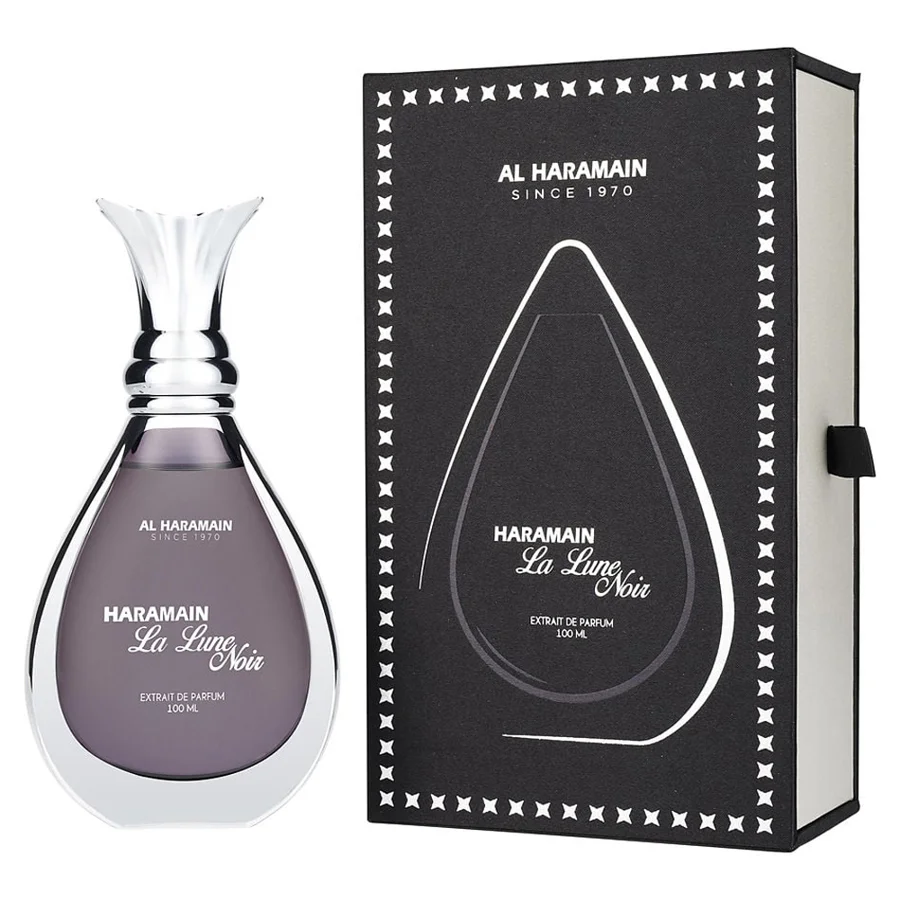 AL HARAMAIN
SINCE 1970
HARAMAIN
La Lune
Noir
EXTRAIT DE PARFUM
100 ML
AL HARAMAIN
SINCE 1970
HARAMAIN
La Lune
Noir
EXTRAIT DE PARFUM
100 ML